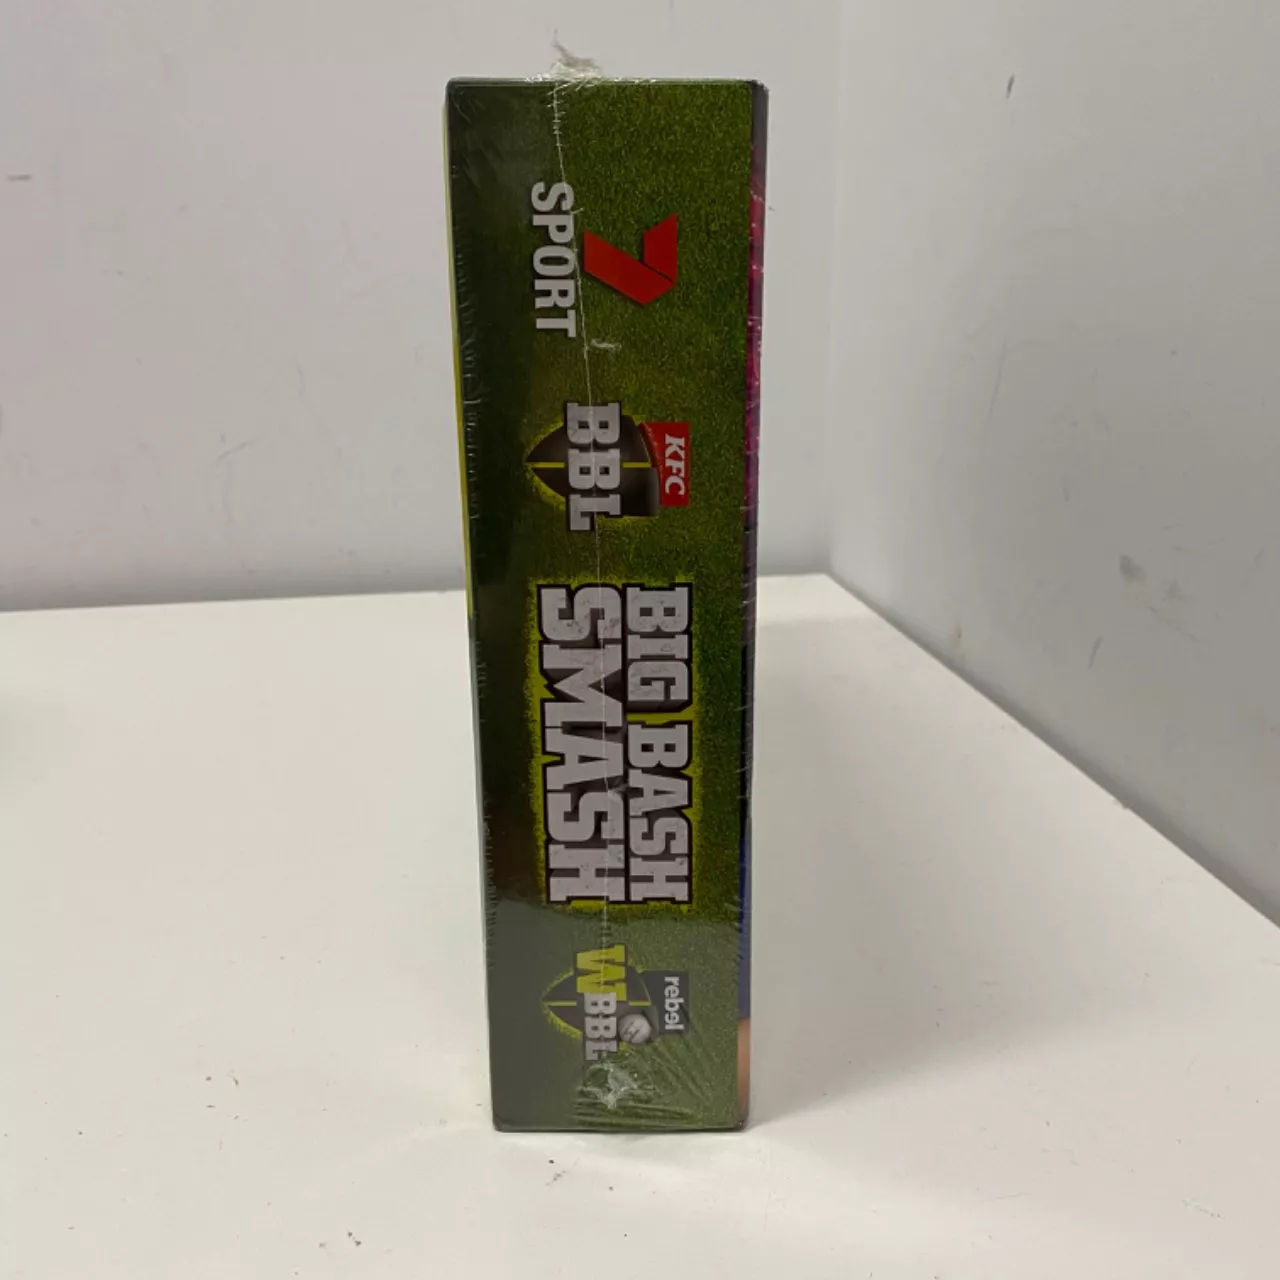 7
SPORT
KFC
BBL
BIG BASH
SMASH
rebel
WBBL